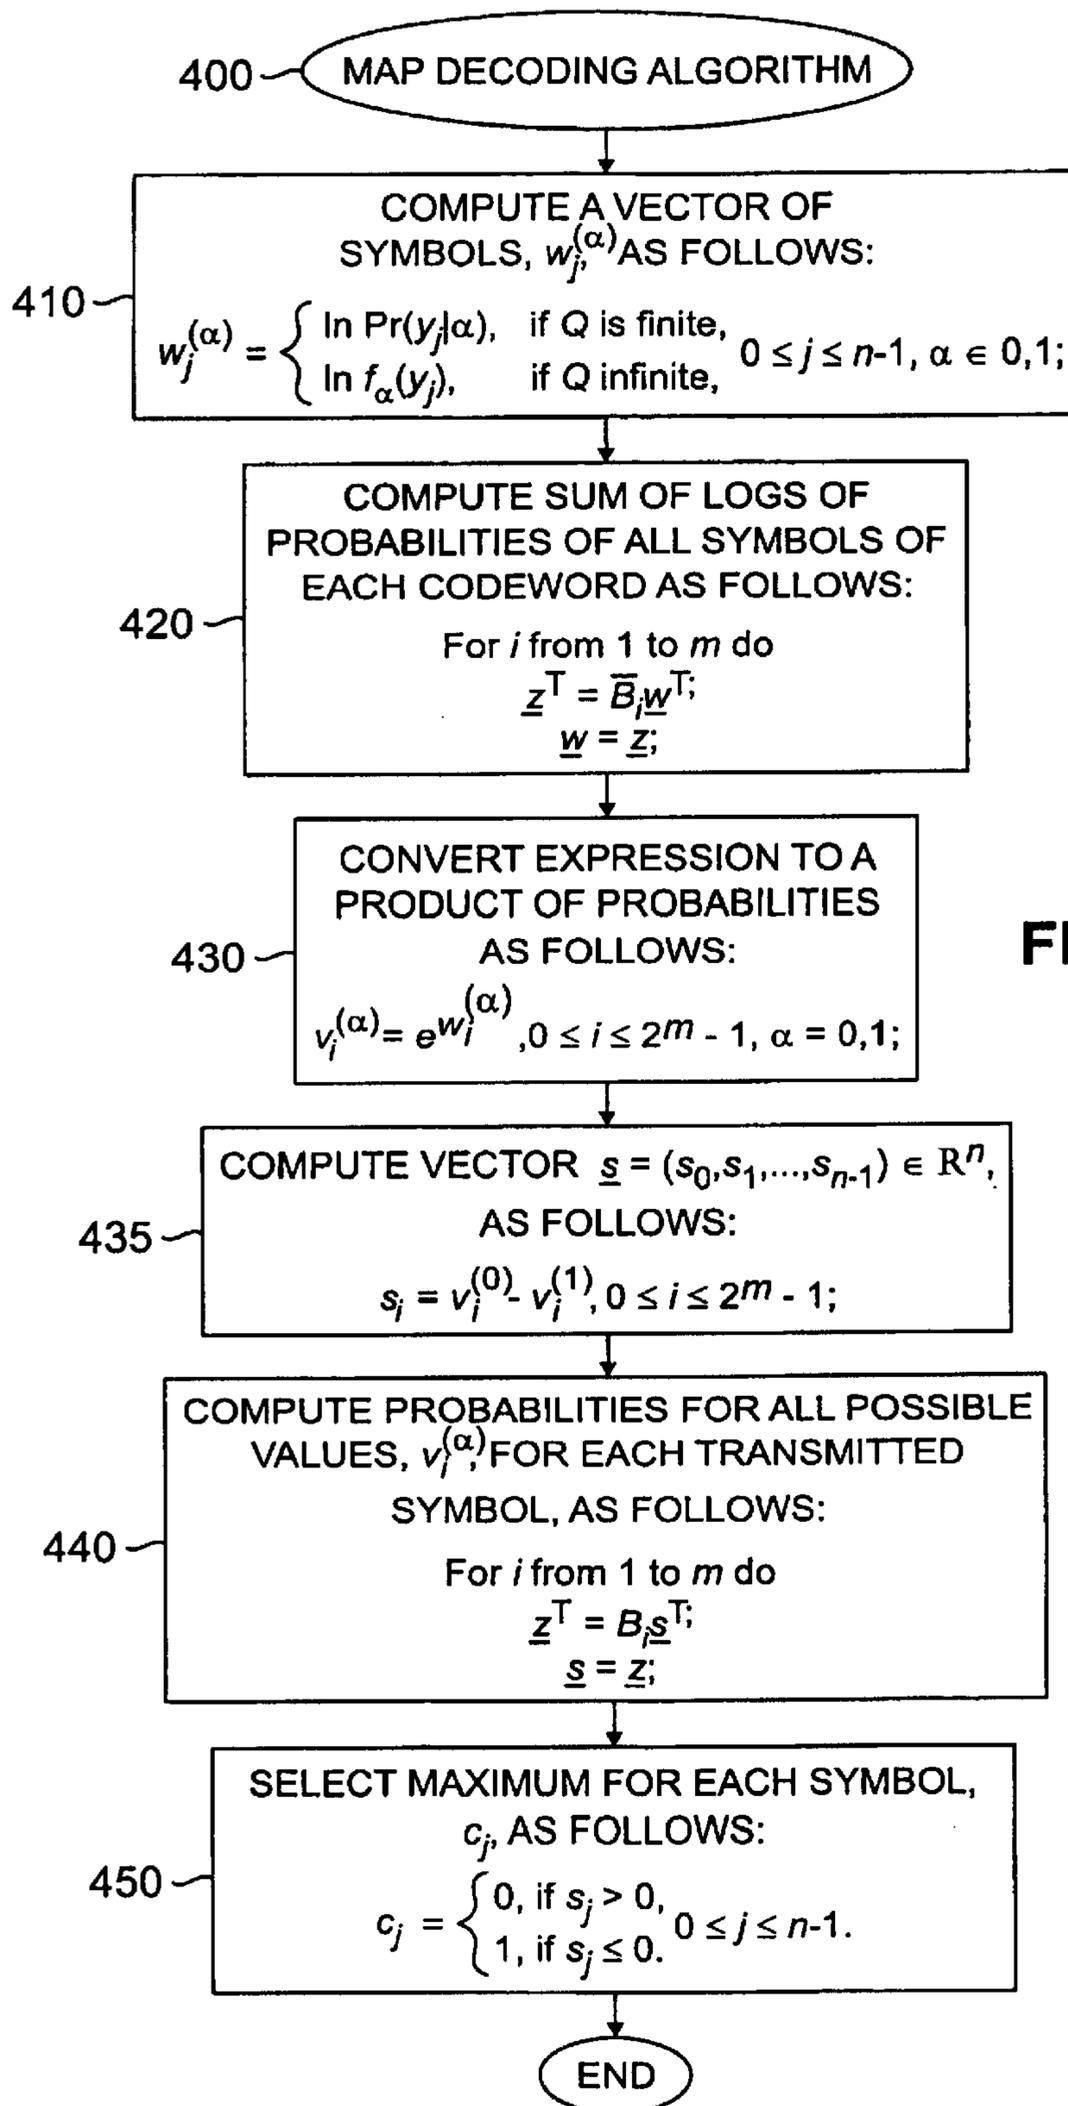 400
MAP DECODING ALGORITHM
410
COMPUTE A VECTOR OF
SYMBOLS, w_j^(α), AS FOLLOWS:
w_j^(α) = { ln Pr(y_j|α), if Q is finite,
ln f_α(y_j), if Q infinite,
0 ≤ j ≤ n-1, α ∈ 0,1;
420
COMPUTE SUM OF LOGS OF
PROBABILITIES OF ALL SYMBOLS OF
EACH CODEWORD AS FOLLOWS:
For i from 1 to m do
z̲^T = B̅_i w̲^T;
w̲ = z̲;
430
CONVERT EXPRESSION TO A
PRODUCT OF PROBABILITIES
AS FOLLOWS:
v_i^(α) = e^{w_i^(α)}, 0 ≤ i ≤ 2^m - 1, α = 0,1;
FI
435
COMPUTE VECTOR s̲ = (s_0,s_1,...,s_{n-1}) ∈ ℝ^n,
AS FOLLOWS:
s_i = v_i^(0) - v_i^(1), 0 ≤ i ≤ 2^m - 1;
440
COMPUTE PROBABILITIES FOR ALL POSSIBLE
VALUES, v_i^(α), FOR EACH TRANSMITTED
SYMBOL, AS FOLLOWS:
For i from 1 to m do
z̲^T = B_i s̲^T;
s̲ = z̲;
450
SELECT MAXIMUM FOR EACH SYMBOL,
c_j, AS FOLLOWS:
c_j = { 0, if s_j > 0,
1, if s_j ≤ 0.
0 ≤ j ≤ n-1.
END